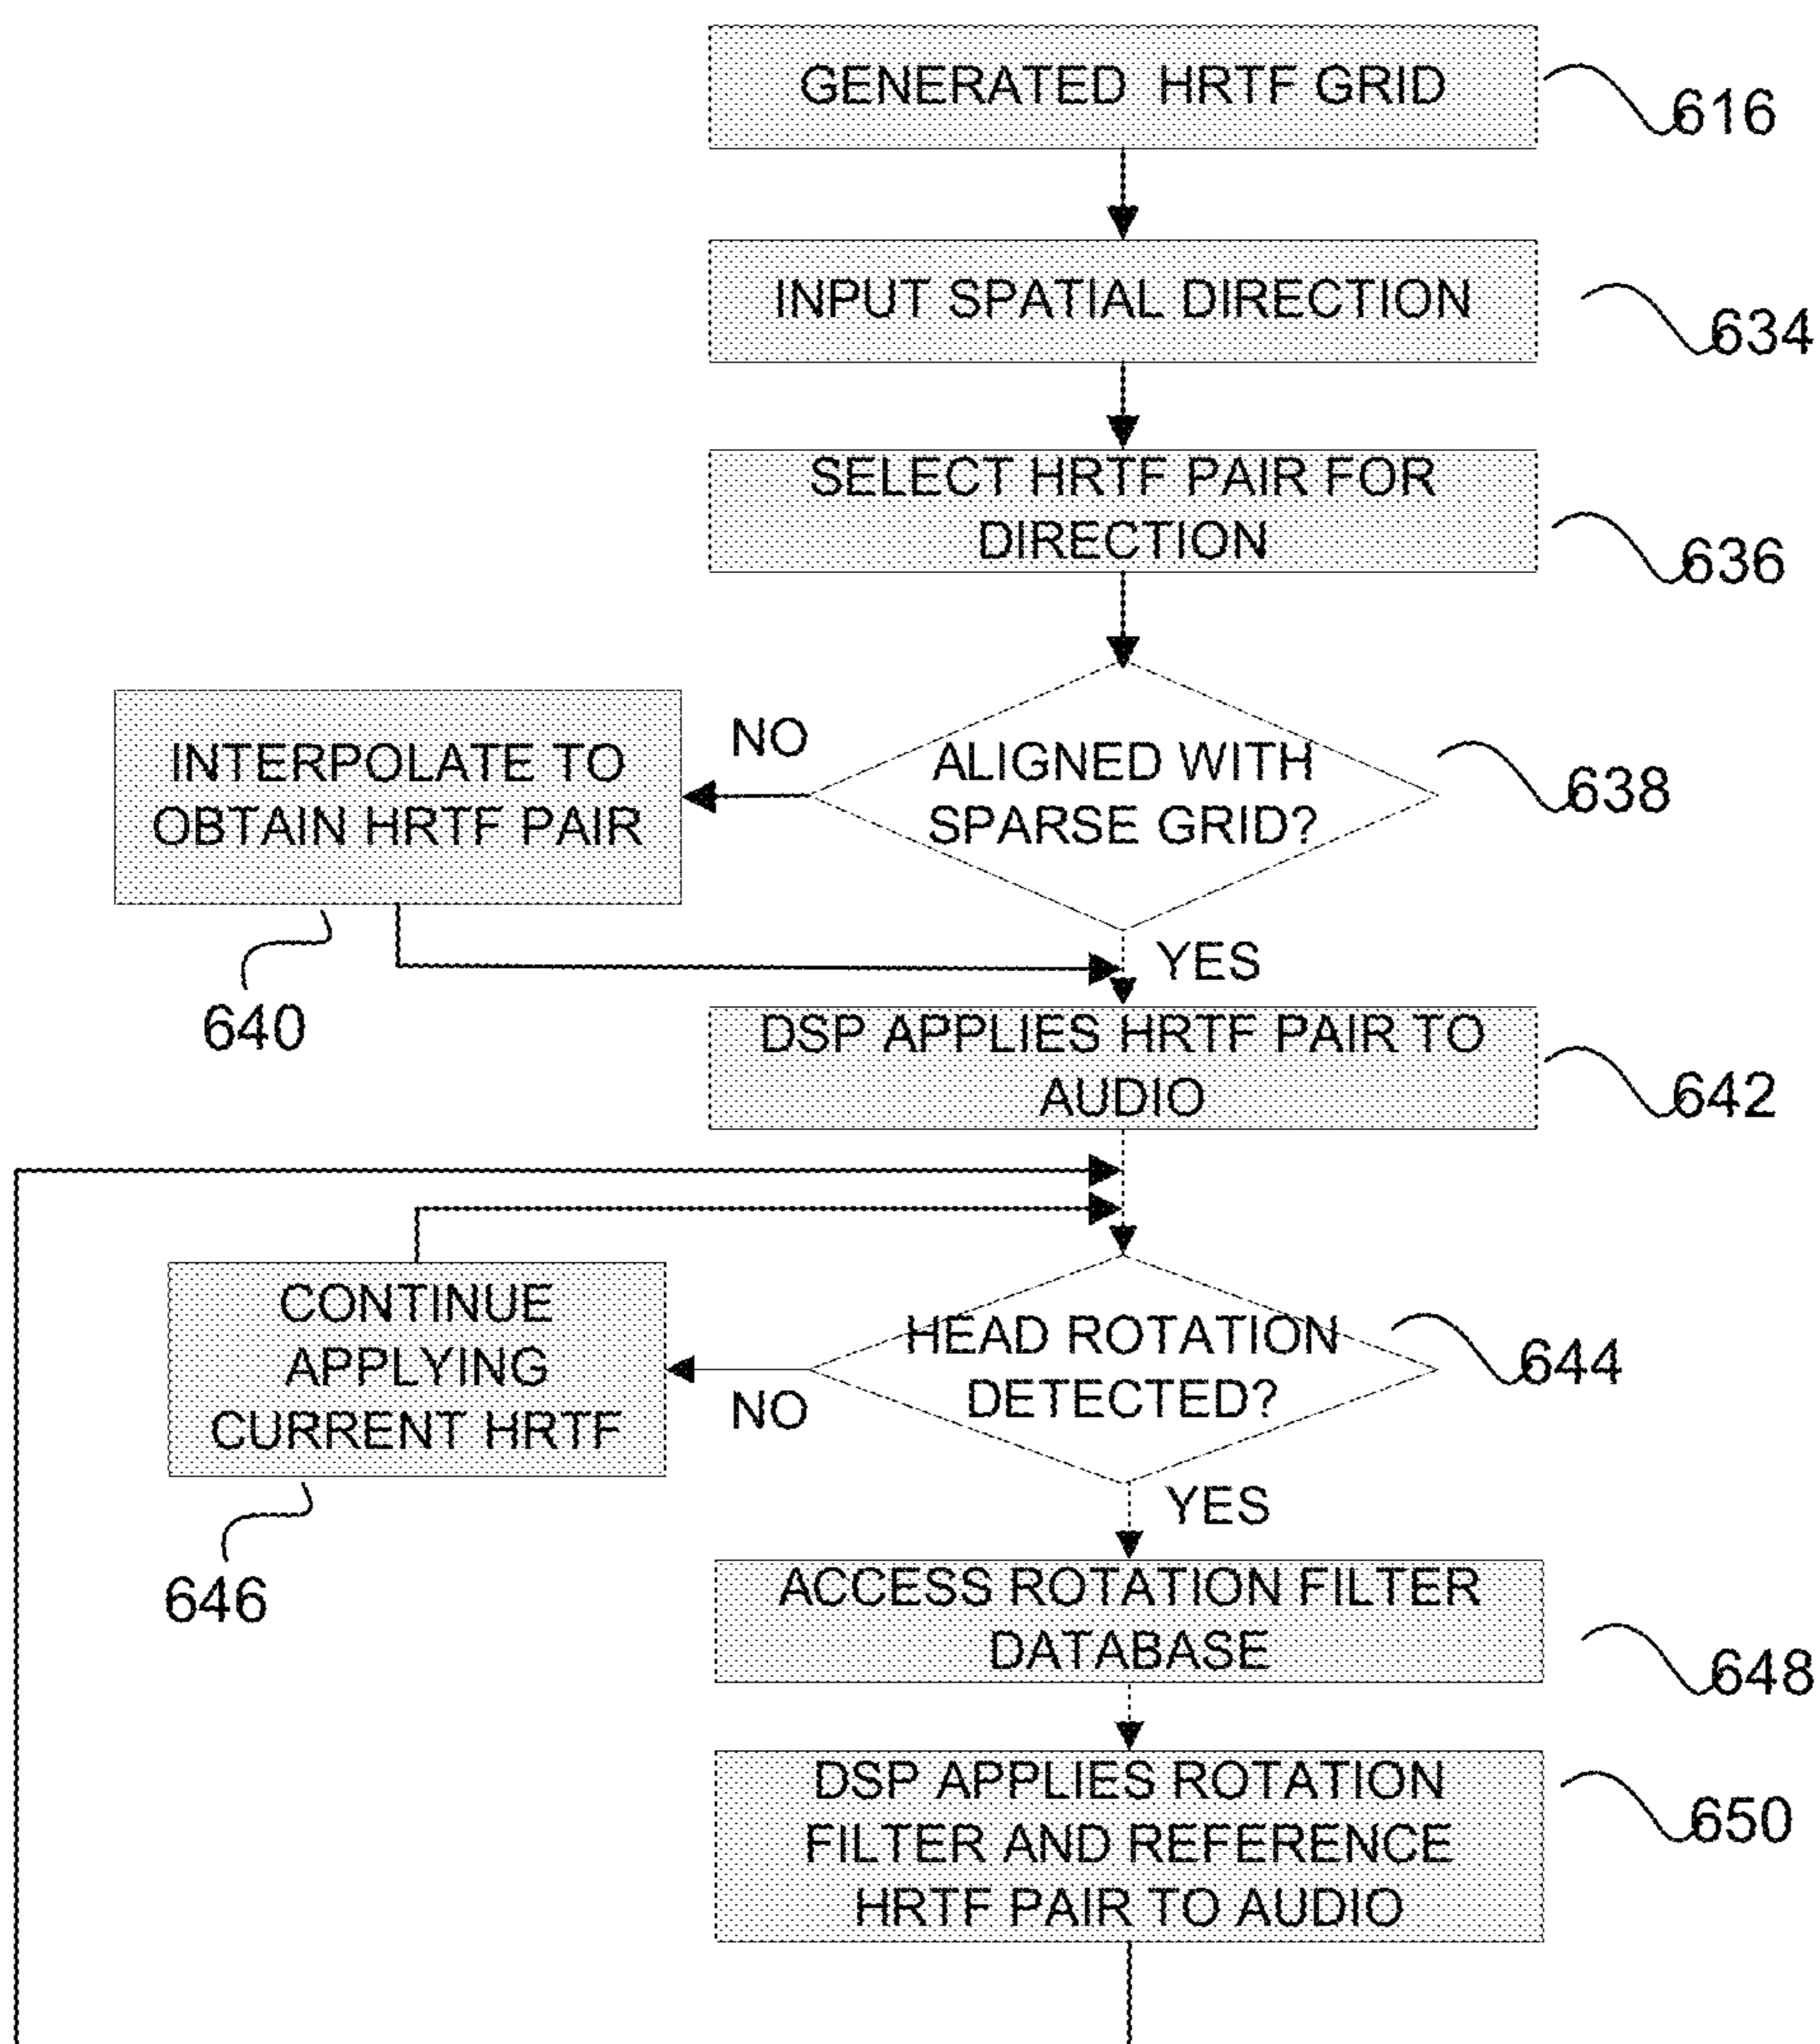 GENERATED HRTF GRID
616
INPUT SPATIAL DIRECTION
634
SELECT HRTF PAIR FOR
DIRECTION
636
ALIGNED WITH
SPARSE GRID?
638
NO
INTERPOLATE TO
OBTAIN HRTF PAIR
640
YES
DSP APPLIES HRTF PAIR TO
AUDIO
642
HEAD ROTATION
DETECTED?
644
NO
CONTINUE
APPLYING
CURRENT HRTF
646
YES
ACCESS ROTATION FILTER
DATABASE
648
DSP APPLIES ROTATION
FILTER AND REFERENCE
HRTF PAIR TO AUDIO
650